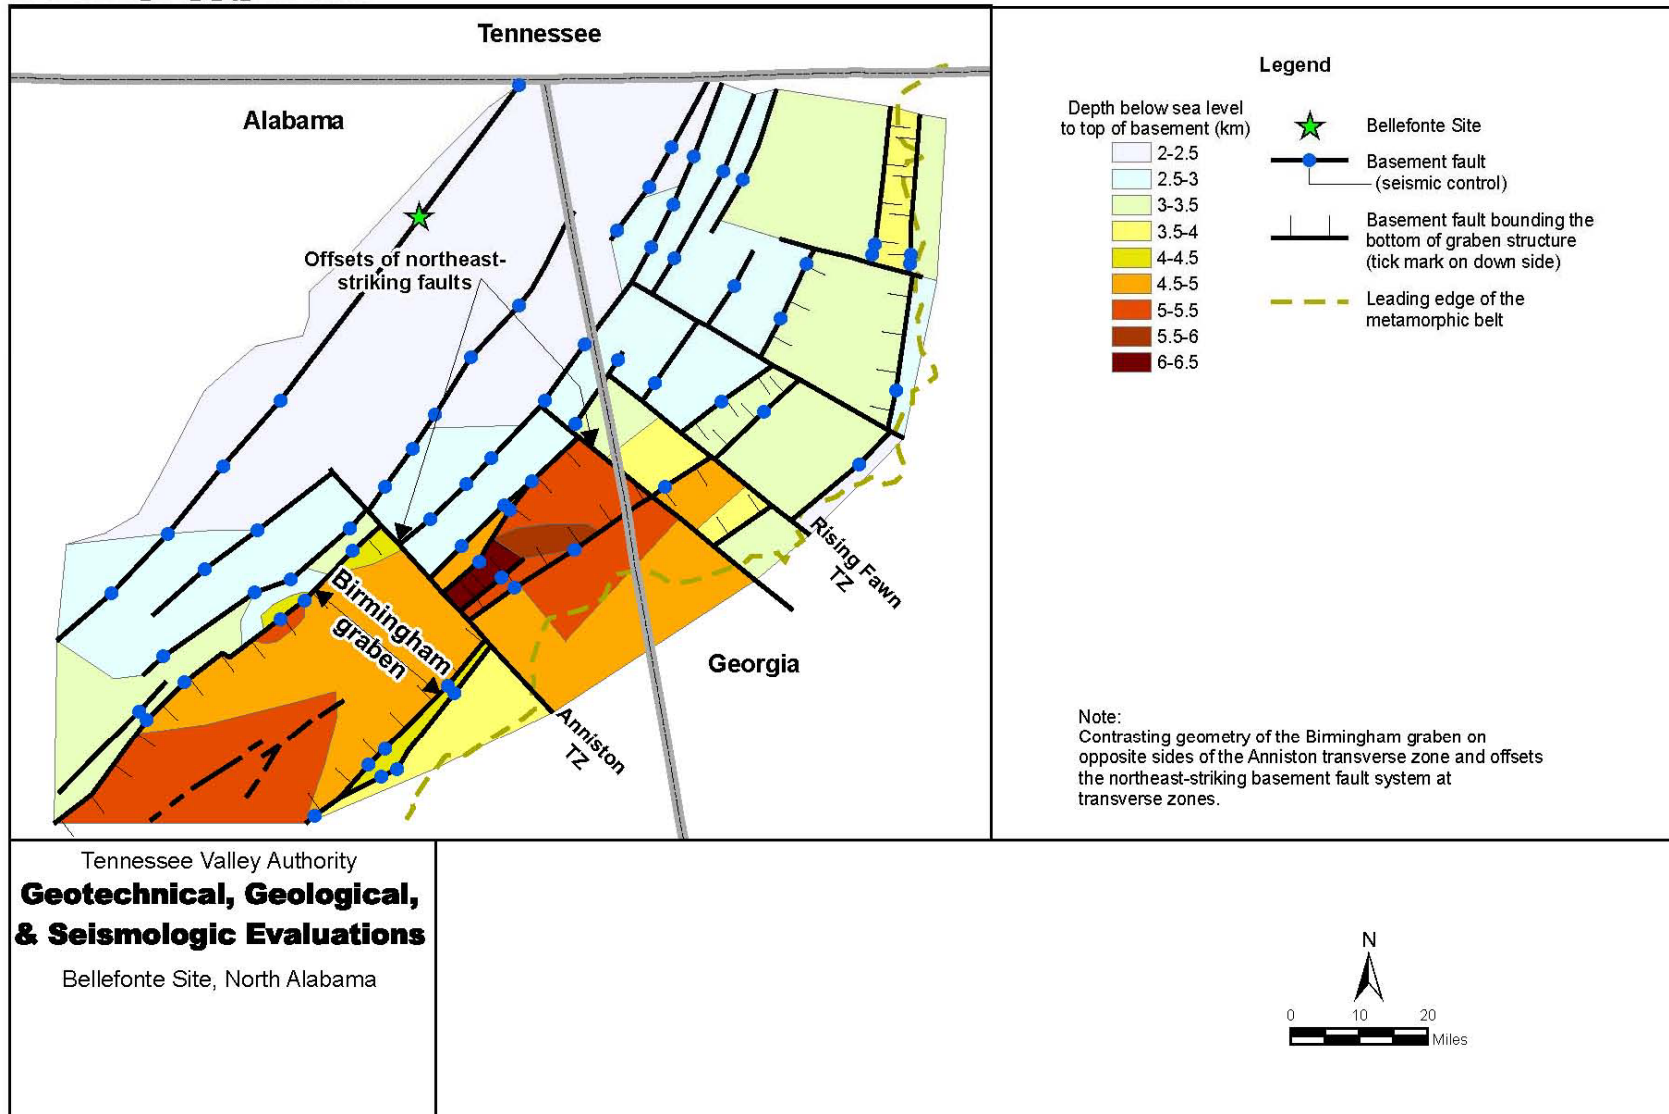 Tennessee
Alabama
Offsets of northeast-
striking faults
Birmingham
graben
Rising Fawn
TZ
Georgia
Anniston
TZ
Legend
Depth below sea level
to top of basement (km)
2-2.5
2.5-3
3-3.5
3.5-4
4-4.5
4.5-5
5-5.5
5.5-6
6-6.5
Bellefonte Site
Basement fault
(seismic control)
Basement fault bounding the
bottom of graben structure
(tick mark on down side)
Leading edge of the
metamorphic belt
Note:
Contrasting geometry of the Birmingham graben on
opposite sides of the Anniston transverse zone and offsets
the northeast-striking basement fault system at
transverse zones.
Tennessee Valley Authority
Geotechnical, Geological,
& Seismologic Evaluations
Bellefonte Site, North Alabama
N
0 10 20
Miles